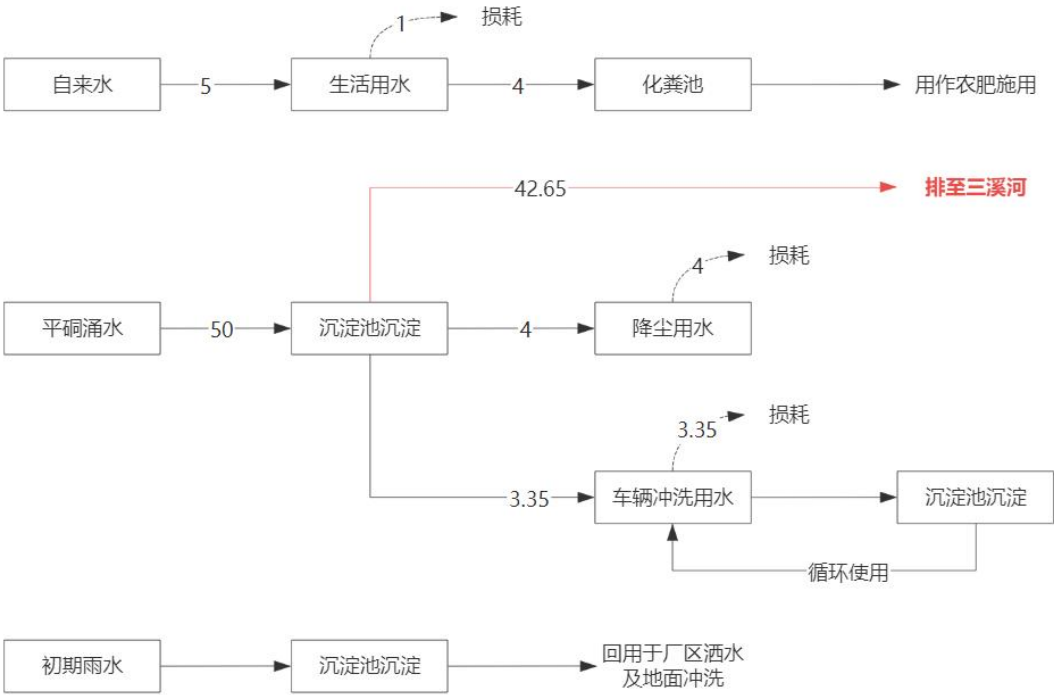 1
损耗
自来水
5
生活用水
4
化粪池
用作农肥施用
42.65
排至三溪河
4
损耗
平硐涌水
50
沉淀池沉淀
4
降尘用水
3.35
损耗
3.35
车辆冲洗用水
沉淀池沉淀
循环使用
初期雨水
沉淀池沉淀
回用于厂区洒水
及地面冲洗